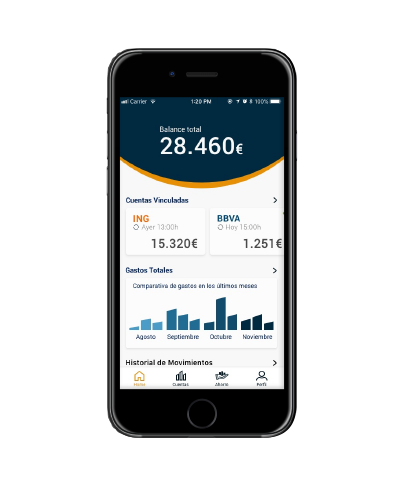 Carrier 1:20 PM 100%
Balance total
28.460€
Cuentas Vinculadas
ING
Ayer 13:00h
15.320€
BBVA
Hoy 15:00h
1.251€
Gastos Totales
Comparativa de gastos en los últimos meses
Agosto Septiembre Octubre Noviembre
Historial de Movimientos
Home Cuentas Ahorro Perfil